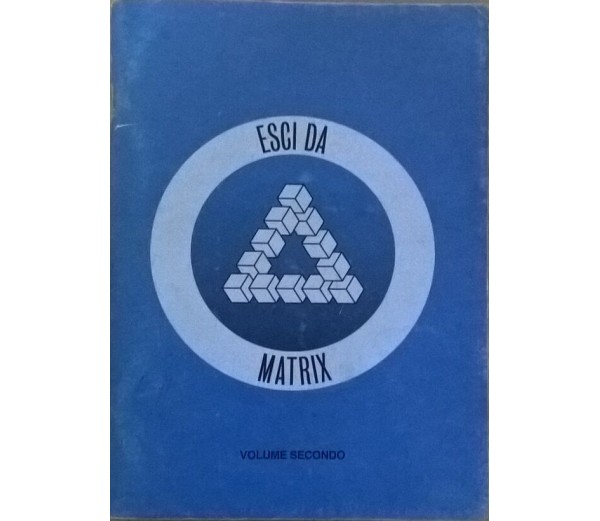 ESCI DA
MATRIX
VOLUME SECONDO